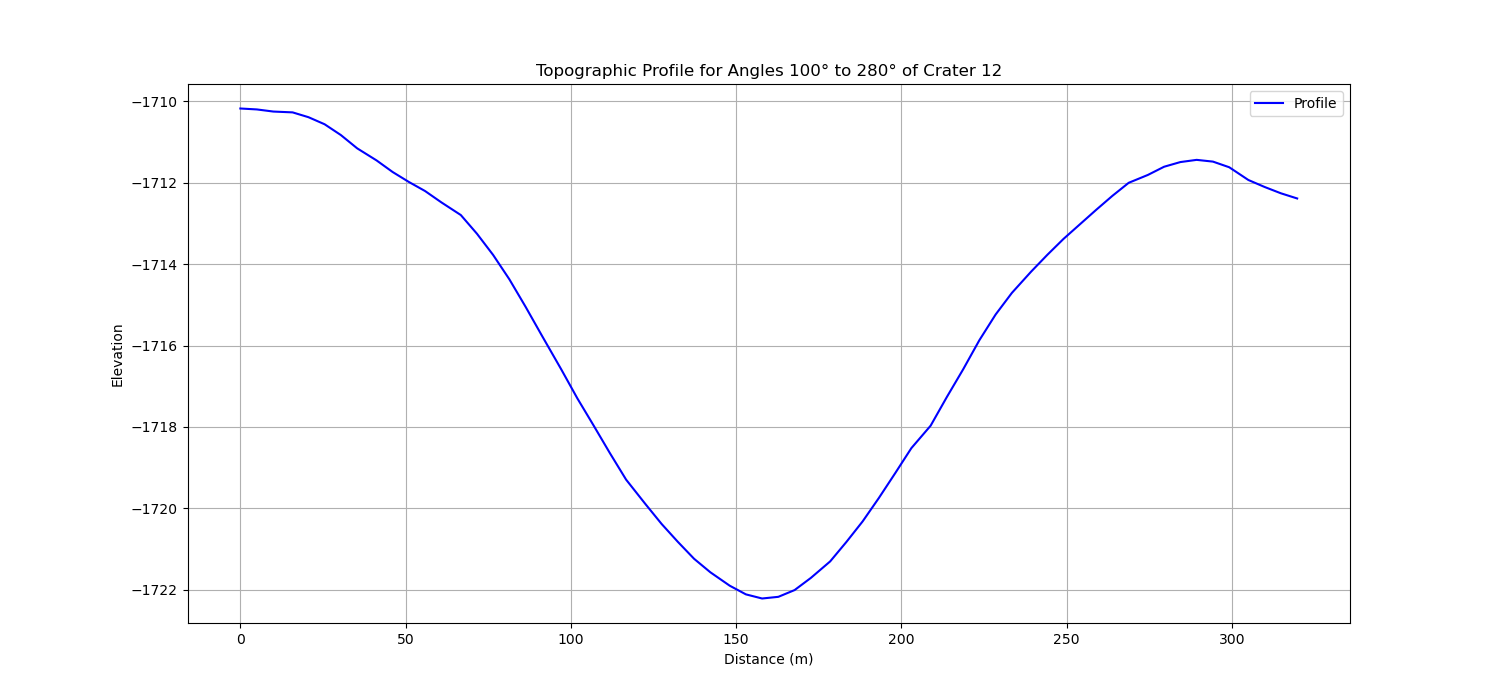 Topographic Profile for Angles 100° to 280° of Crater 12
Profile
−1710
−1712
−1714
−1716
−1718
−1720
−1722
Elevation
0 50 100 150 200 250 300
Distance (m)